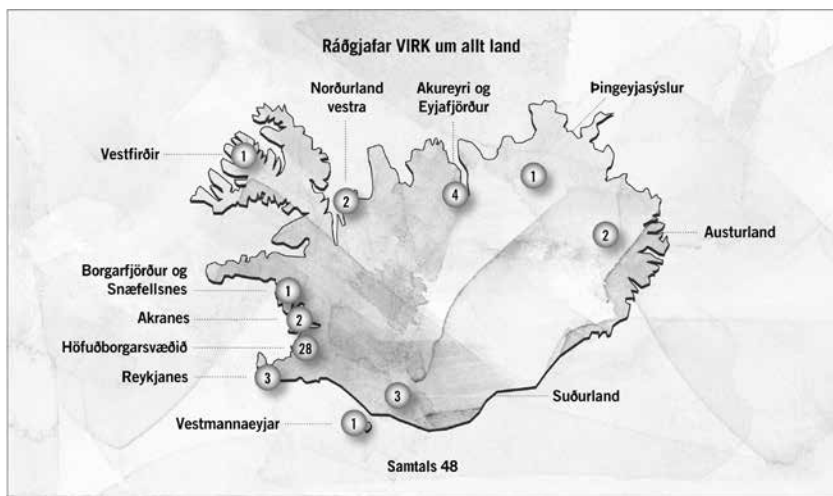 Ráðgjafar VIRK um allt land
Norðurland
vestra
Akureyri og
Eyjafjörður
Þingeyjasýslur
Vestfirðir
1
2
4
1
2
Austurland
Borgarfjörður og
Snæfellsnes
1
Akranes
2
Höfuðborgarsvæðið
28
Reykjanes
3
3
Suðurland
Vestmannaeyjar
1
Samtals 48